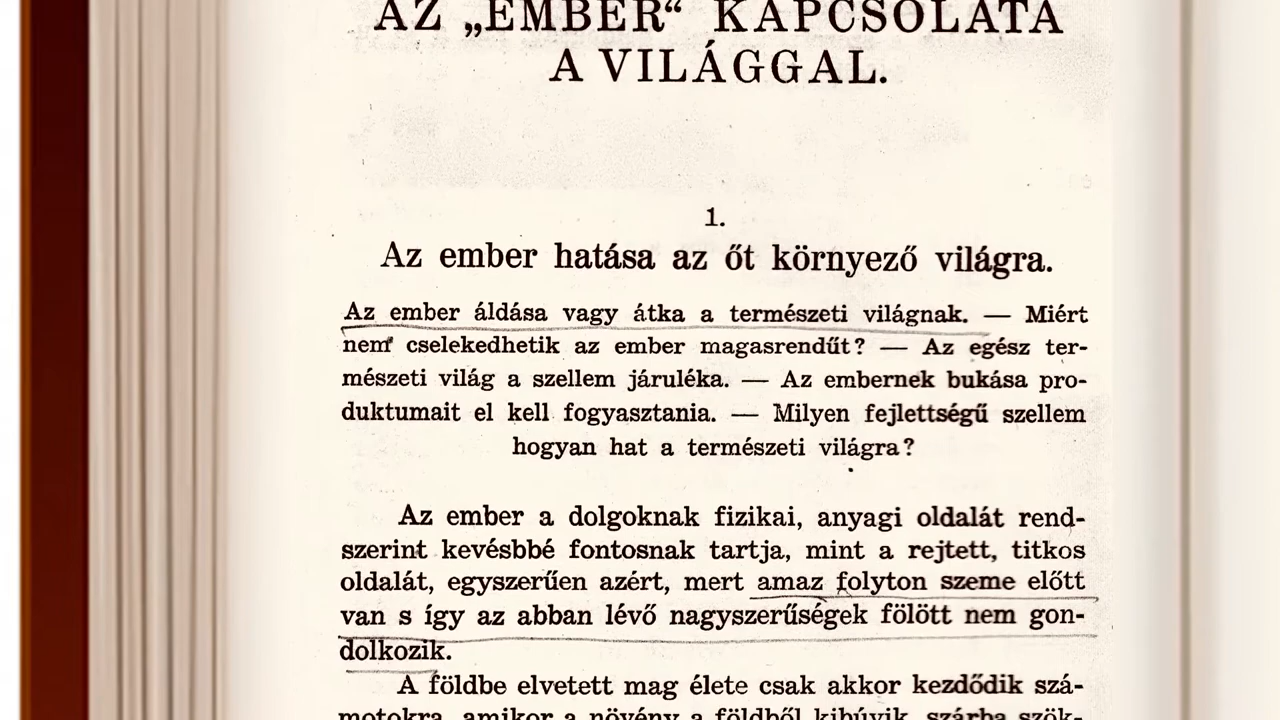 AZ „EMBER“ KAPCSOLATA
A VILÁGGAL.
1.
Az ember hatása az őt környező világra.
Az ember áldása vagy átka a természeti világnak. — Miért
nem cselekedhetik az ember magasrendűt? — Az egész ter-
mészeti világ a szellem járuléka. — Az embernek bukása pro-
duktumait el kell fogyasztania. — Milyen fejlettségű szellem
hogyan hat a természeti világra?
Az ember a dolgoknak fizikai, anyagi oldalát rend-
szerint kevésbbé fontosnak tartja, mint a rejtett, titkos
oldalát, egyszerűen azért, mert amaz folyton szeme előtt
van s így az abban lévő nagyszerűségek fölött nem gon-
dolkozik.
A földbe elvetett mag élete csak akkor kezdődik szá-
motokra, amikor a növény a földből kibúvik, szárba szök-